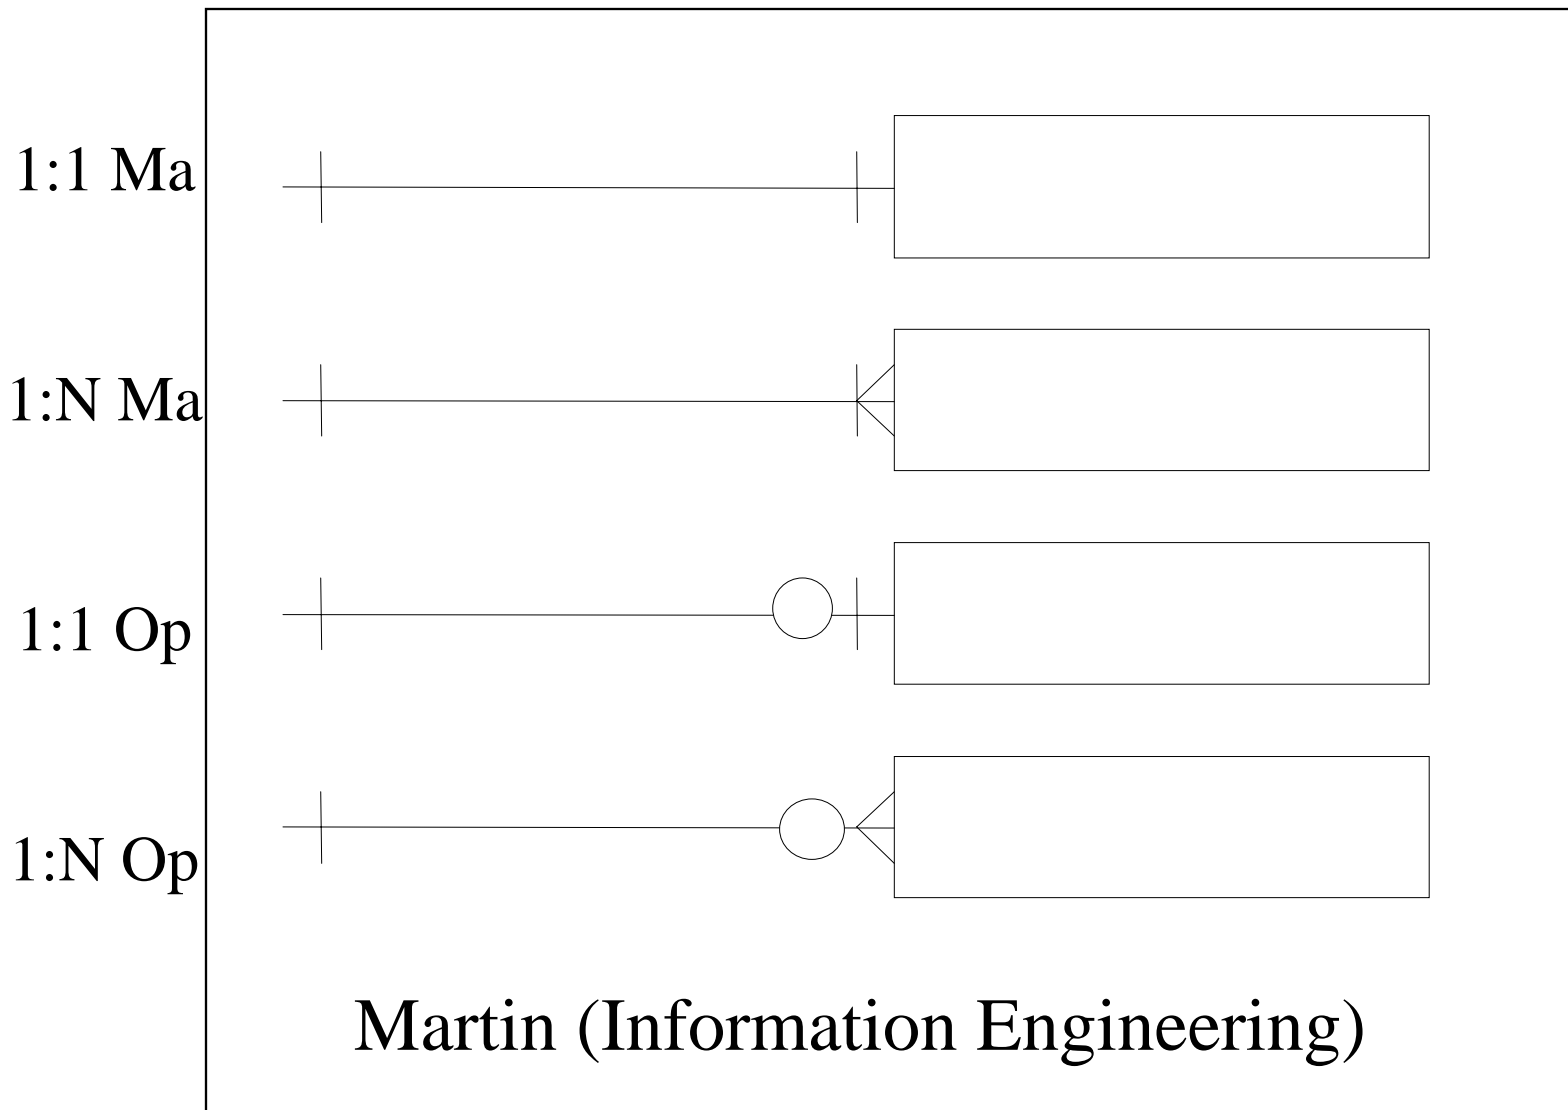 1:1 Ma
1:N Ma
1:1 Op
1:N Op
Martin (Information Engineering)